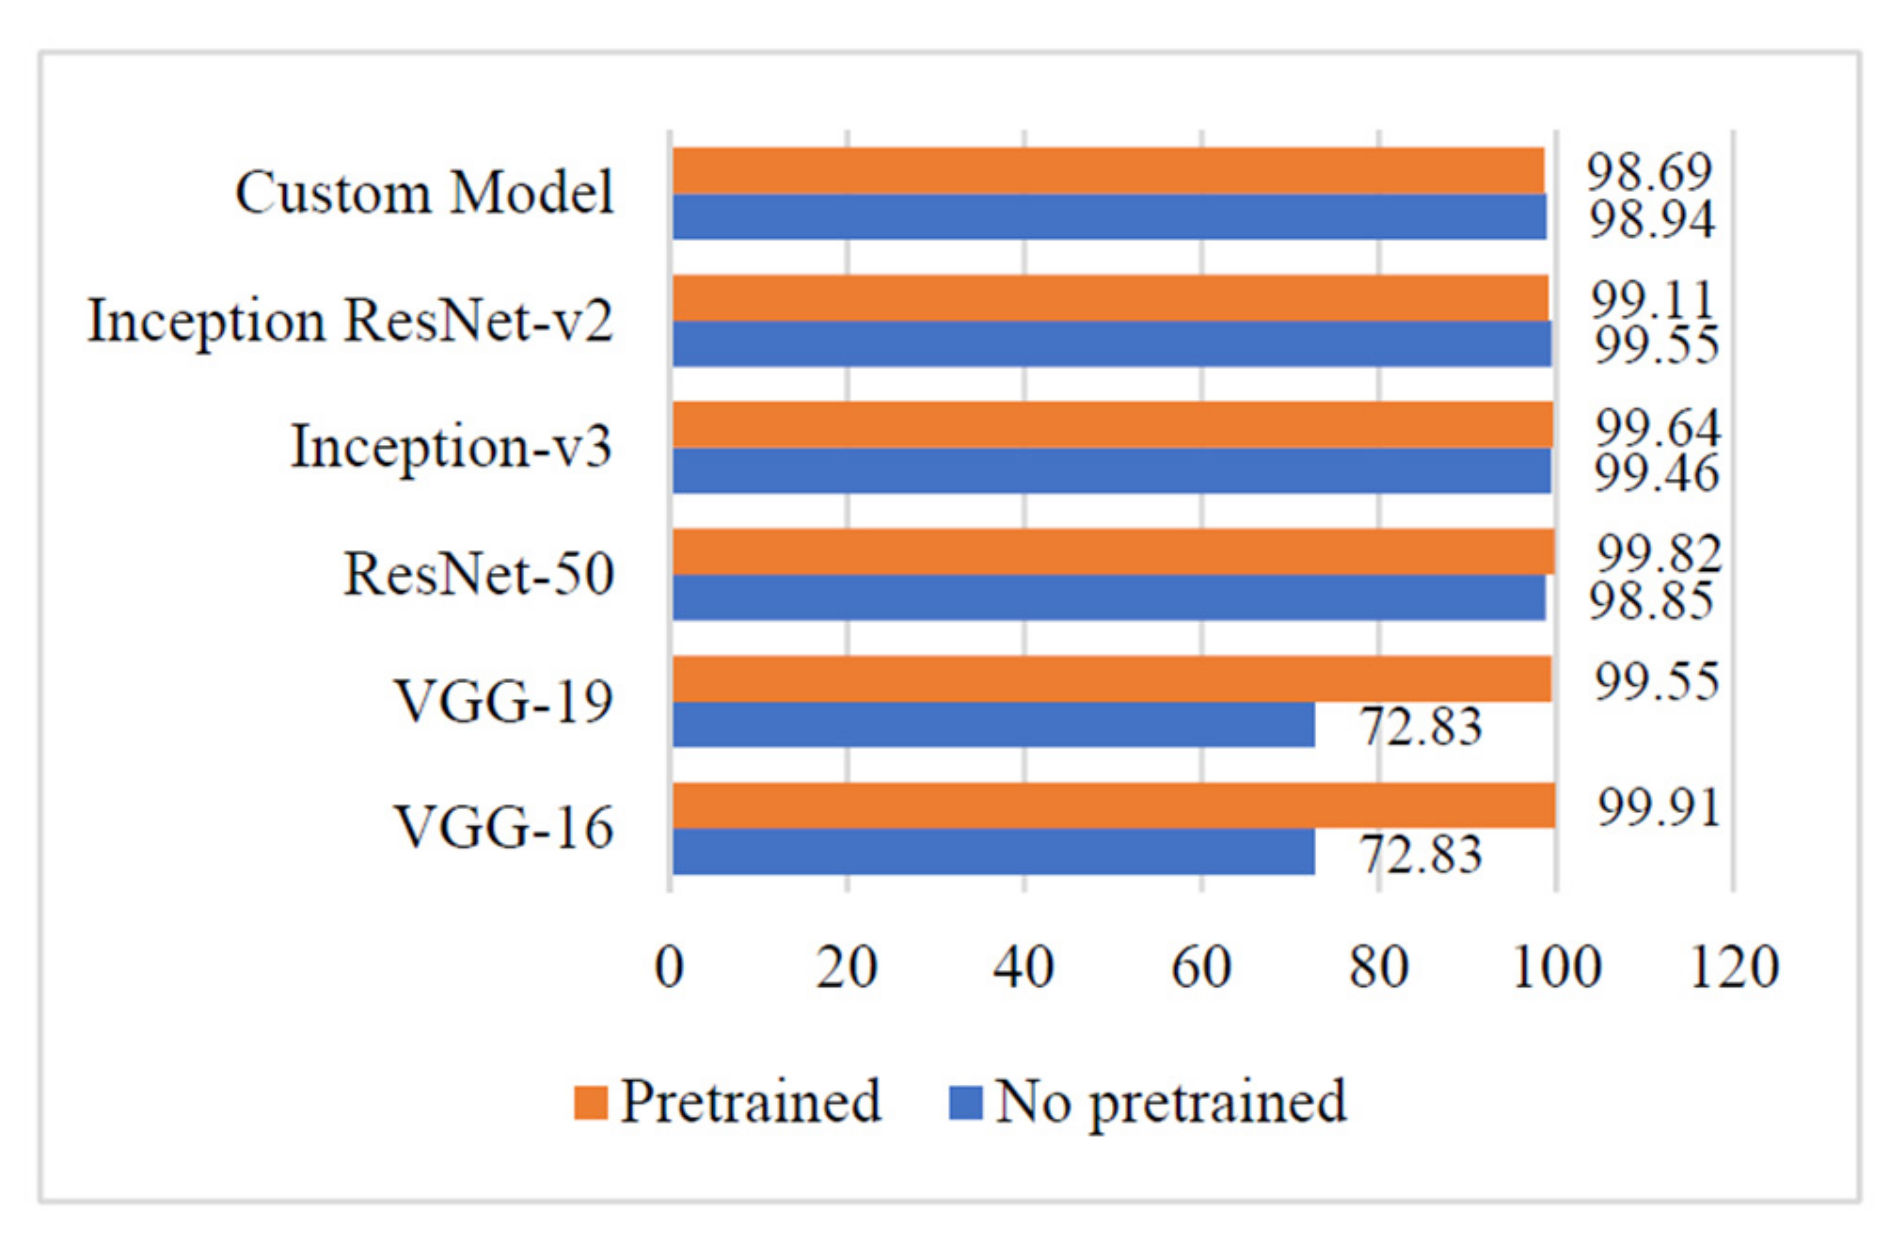 Custom Model
98.69
98.94
Inception ResNet-v2
99.11
99.55
Inception-v3
99.64
99.46
ResNet-50
99.82
98.85
VGG-19
99.55
72.83
VGG-16
99.91
72.83
0 20 40 60 80 100 120
Pretrained No pretrained